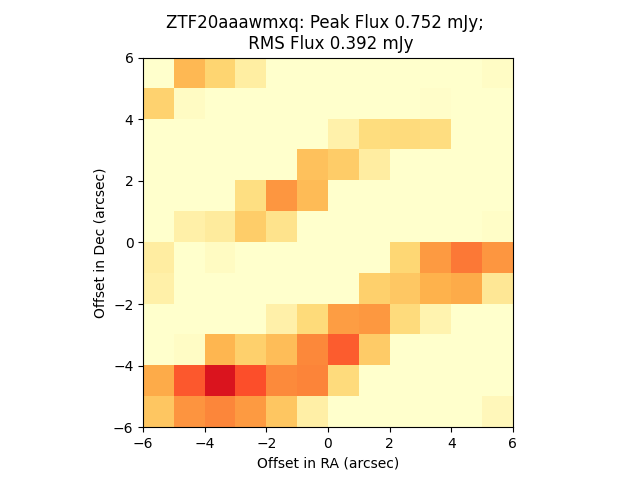 ZTF20aaawmxq: Peak Flux 0.752 mJy;
RMS Flux 0.392 mJy
6
4
2
0
−2
−4
−6
Offset in Dec (arcsec)
−6 −4 −2 0 2 4 6
Offset in RA (arcsec)